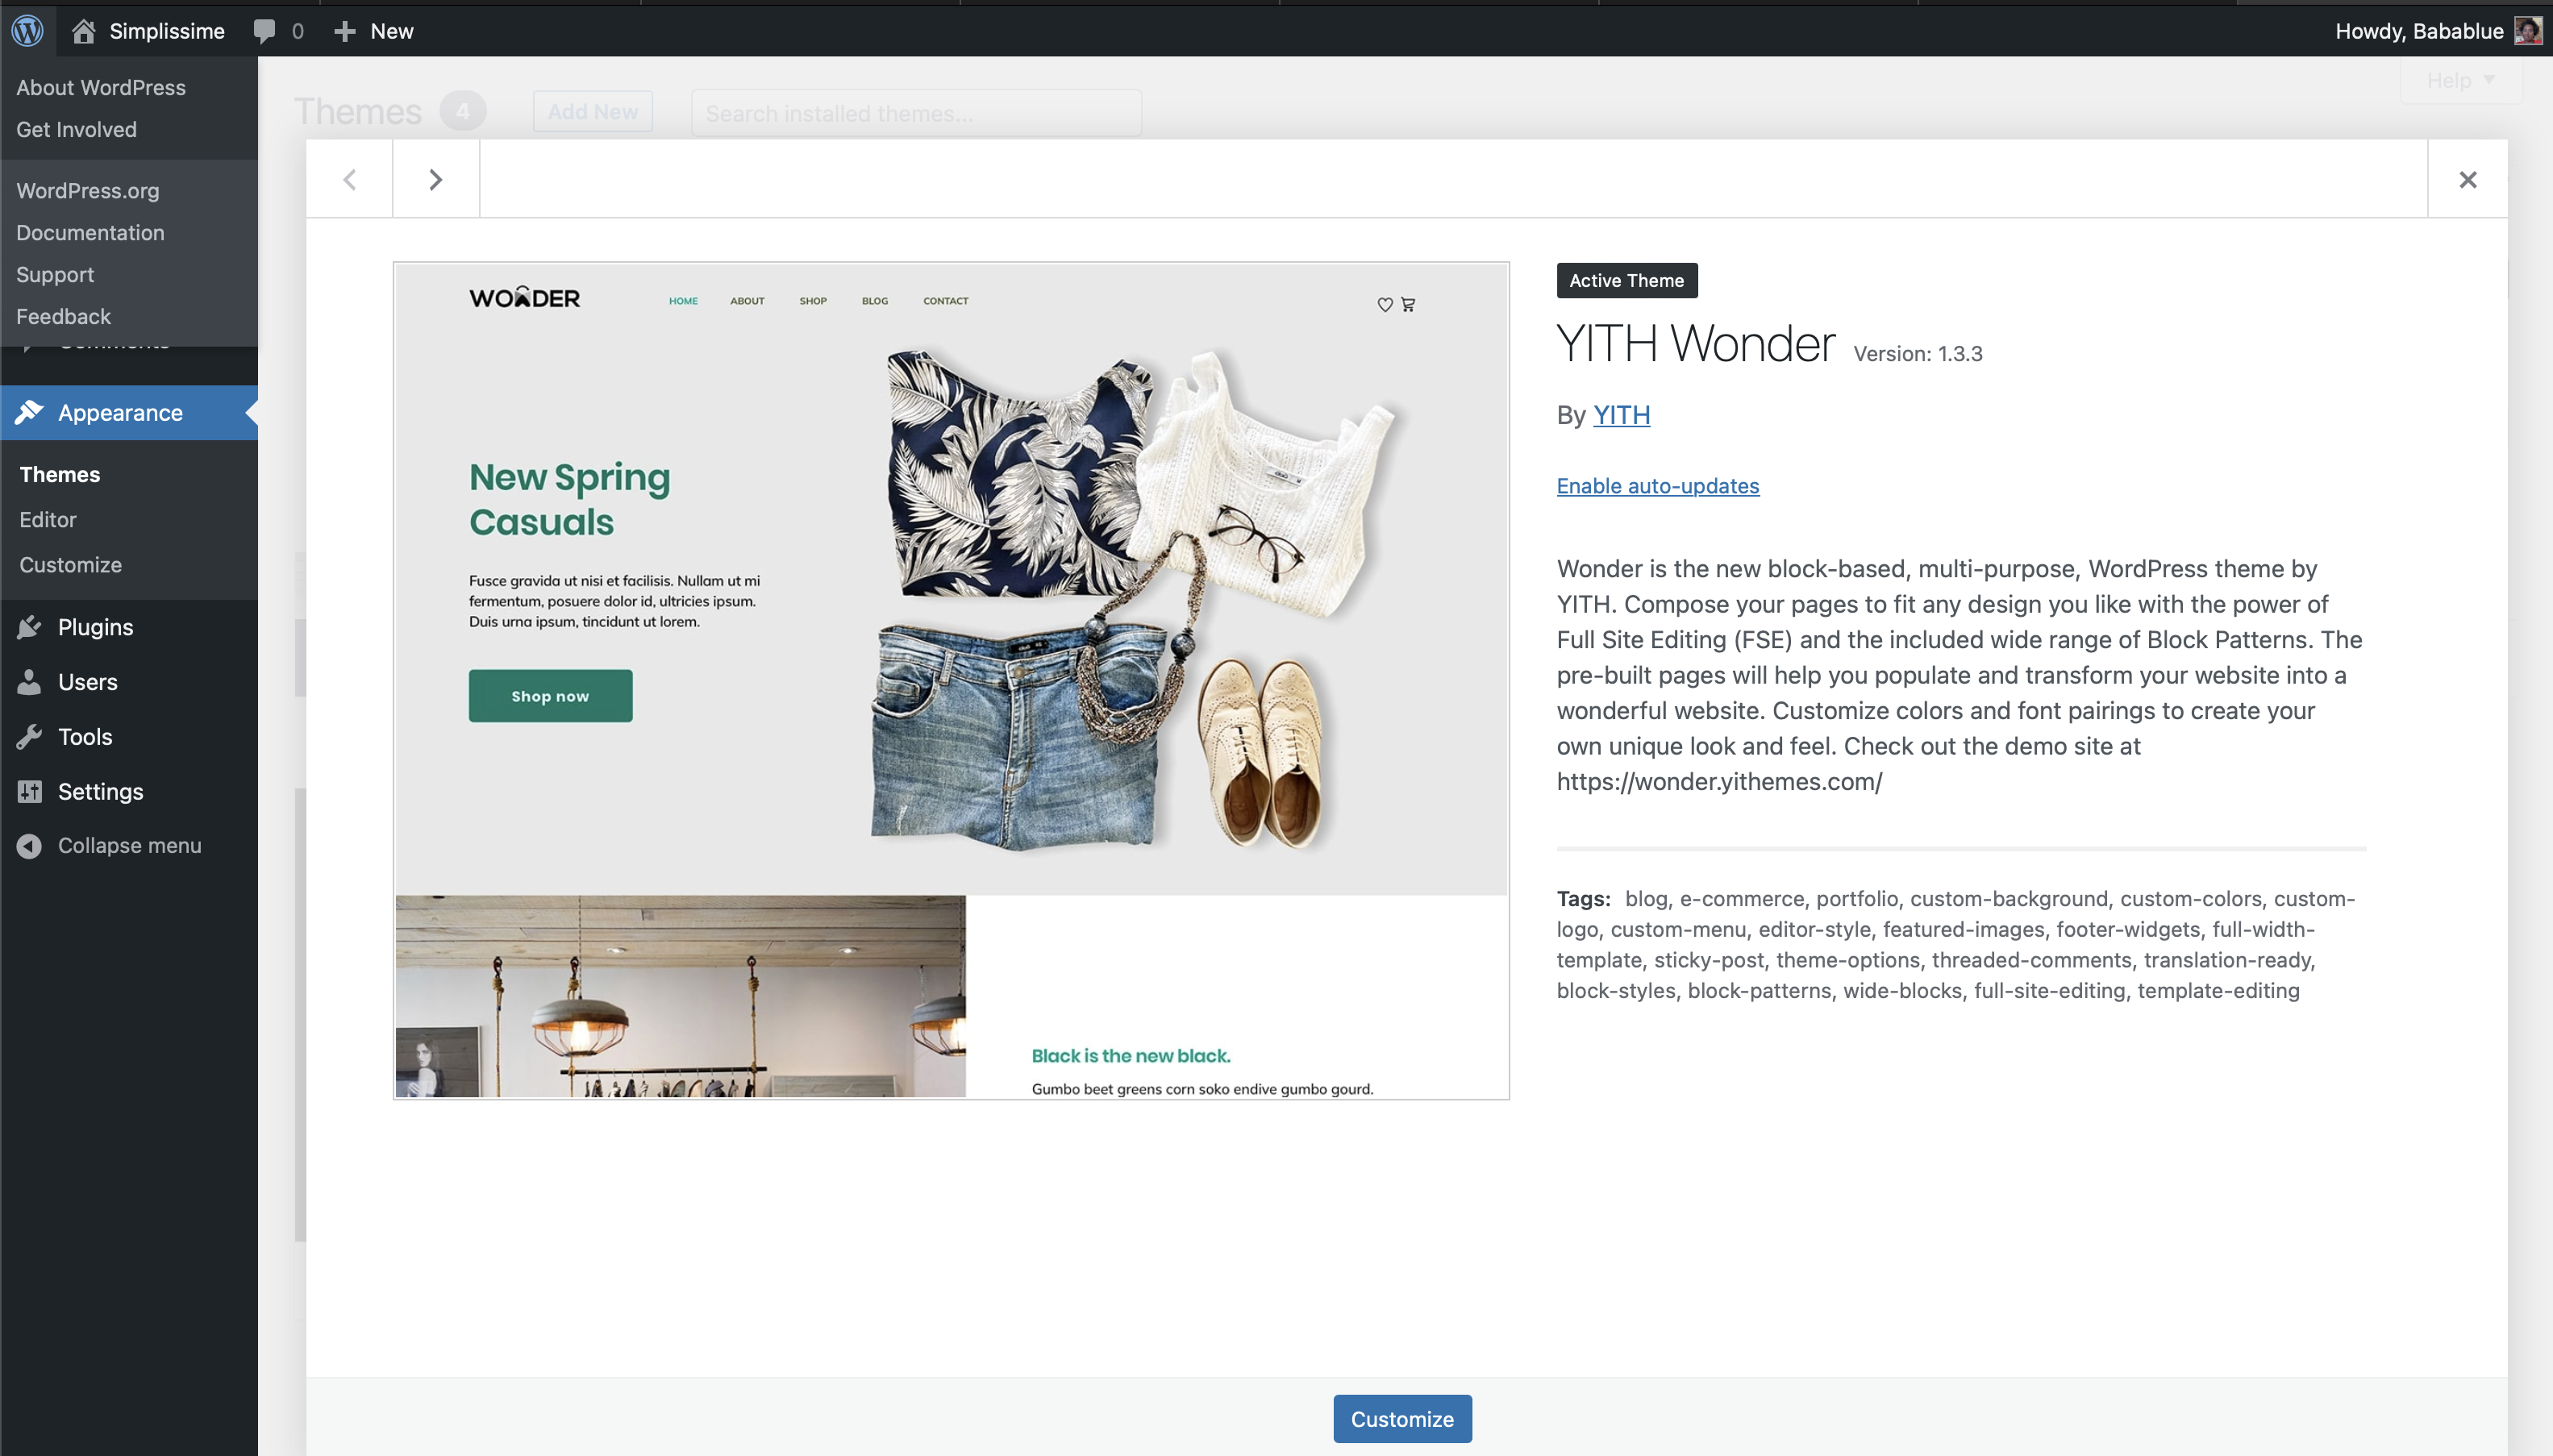 Simplissime
0
New
Howdy, Babablue
About WordPress
Get Involved
WordPress.org
Documentation
Support
Feedback
Comments
Appearance
Themes
Editor
Customize
Plugins
Users
Tools
Settings
Collapse menu
Themes 4
Add New
Search installed themes...
Help
WONDER
HOME
ABOUT
SHOP
BLOG
CONTACT
New Spring
Casuals
Fusce gravida ut nisi et facilisis. Nullam ut mi
fermentum, posuere dolor id, ultricies ipsum.
Duis urna ipsum, tincidunt ut lorem.
Shop now
Black is the new black.
Gumbo beet greens corn soko endive gumbo gourd.
Active Theme
YITH Wonder Version: 1.3.3
By YITH
Enable auto-updates
Wonder is the new block-based, multi-purpose, WordPress theme by
YITH. Compose your pages to fit any design you like with the power of
Full Site Editing (FSE) and the included wide range of Block Patterns. The
pre-built pages will help you populate and transform your website into a
wonderful website. Customize colors and font pairings to create your
own unique look and feel. Check out the demo site at
https://wonder.yithemes.com/
Tags: blog, e-commerce, portfolio, custom-background, custom-colors, custom-
logo, custom-menu, editor-style, featured-images, footer-widgets, full-width-
template, sticky-post, theme-options, threaded-comments, translation-ready,
block-styles, block-patterns, wide-blocks, full-site-editing, template-editing
Customize